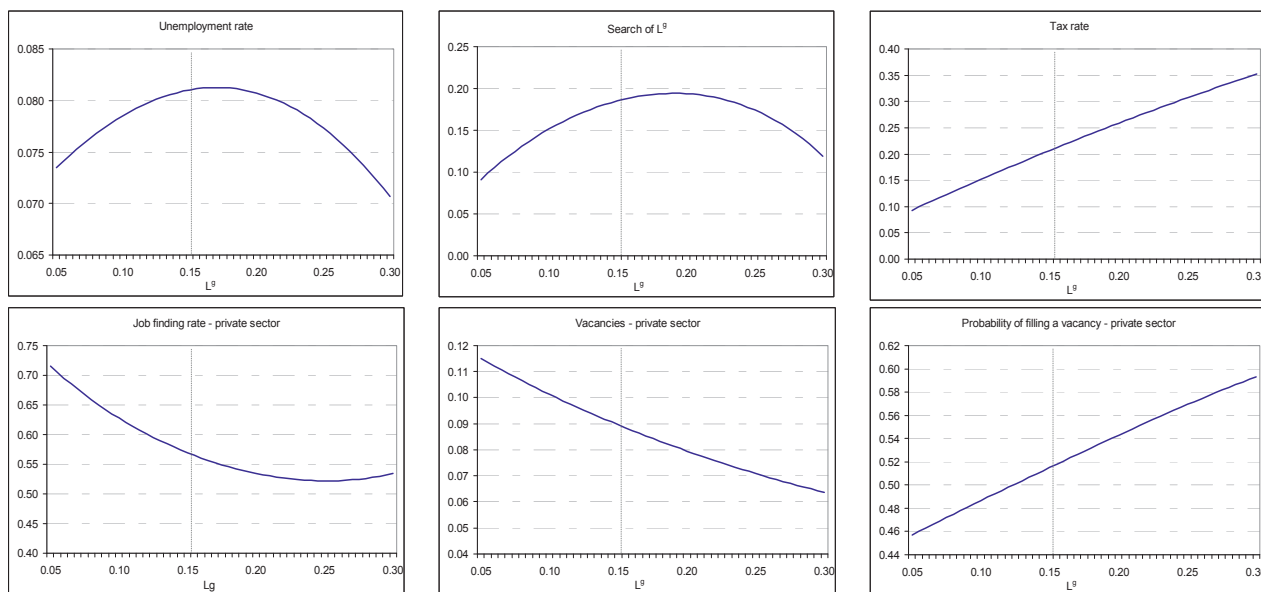 Unemployment rate
0.085
0.080
0.075
0.070
0.065
0.05 0.10 0.15 0.20 0.25 0.30
Lᵍ
Search of Lᵍ
0.25
0.20
0.15
0.10
0.05
0.00
0.05 0.10 0.15 0.20 0.25 0.30
Lᵍ
Tax rate
0.40
0.35
0.30
0.25
0.20
0.15
0.10
0.05
0.00
0.05 0.10 0.15 0.20 0.25 0.30
Lᵍ
Job finding rate - private sector
0.75
0.70
0.65
0.60
0.55
0.50
0.45
0.40
0.05 0.10 0.15 0.20 0.25 0.30
Lg
Vacancies - private sector
0.12
0.11
0.10
0.09
0.08
0.07
0.06
0.05
0.04
0.05 0.10 0.15 0.20 0.25 0.30
Lᵍ
Probability of filling a vacancy - private sector
0.62
0.60
0.58
0.56
0.54
0.52
0.50
0.48
0.46
0.44
0.05 0.10 0.15 0.20 0.25 0.30
Lᵍ